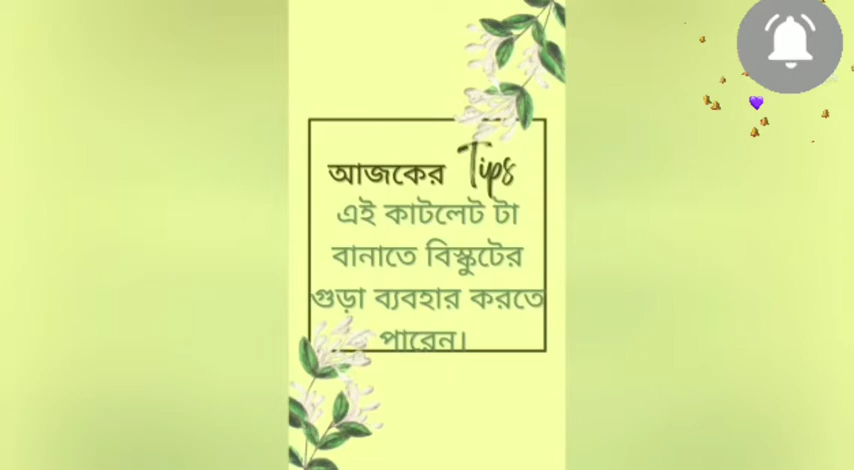 আজকের Tips
এই কাটলেট টা
বানাতে বিস্কুটের
গুড়া ব্যবহার করতে
পারেন।